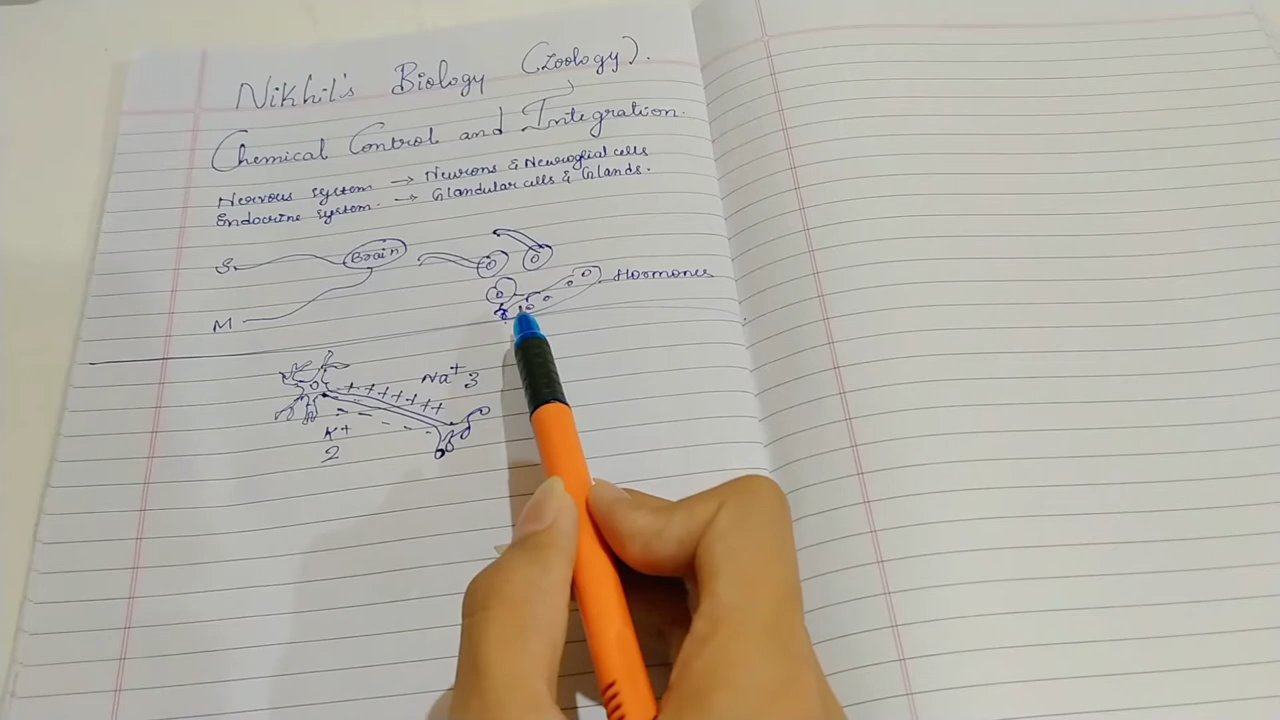 Nikhil's Biology (Zoology).
Chemical Control and Integration.
Nervous system → Neurons & Neuroglial cells
Endocrine system. → Glandular cells & Glands.
S Brain
Hormones
M
Na+ 3
K+
2